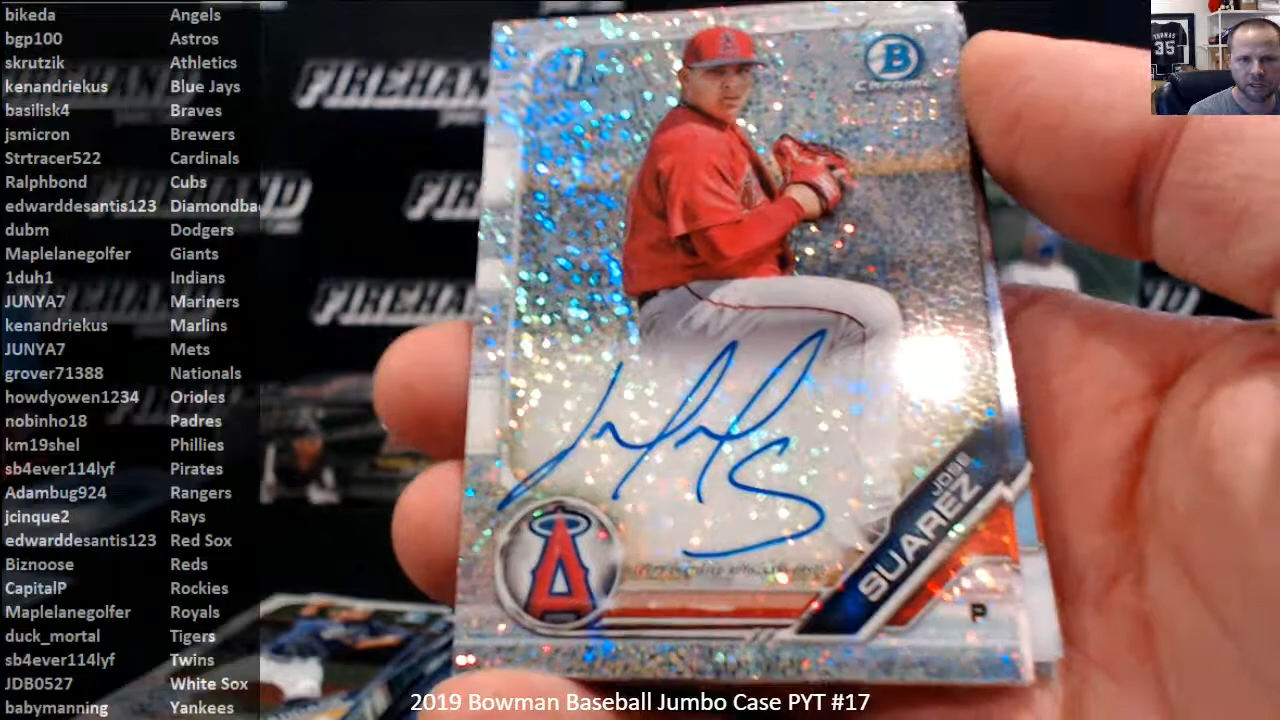 bikeda Angels
bgp100 Astros
skrutzik Athletics
kenandriekus Blue Jays
basilisk4 Braves
jsmicron Brewers
Strtracer522 Cardinals
Ralphbond Cubs
edwarddesantis123 Diamondba
dubm Dodgers
Maplelanegolfer Giants
1duh1 Indians
JUNYA7 Mariners
kenandriekus Marlins
JUNYA7 Mets
grover71388 Nationals
howdyowen1234 Orioles
nobinho18 Padres
km19shel Phillies
sb4ever114lyf Pirates
Adambug924 Rangers
jcinque2 Rays
edwarddesantis123 Red Sox
Biznoose Reds
CapitalP Rockies
Maplelanegolfer Royals
duck_mortal Tigers
sb4ever114lyf Twins
JDB0527 White Sox
babymanning Yankees
FIREHAND
1
B
Chrome
A
JOSE
SUAREZ
P
THOMAS
35
2019 Bowman Baseball Jumbo Case PYT #17